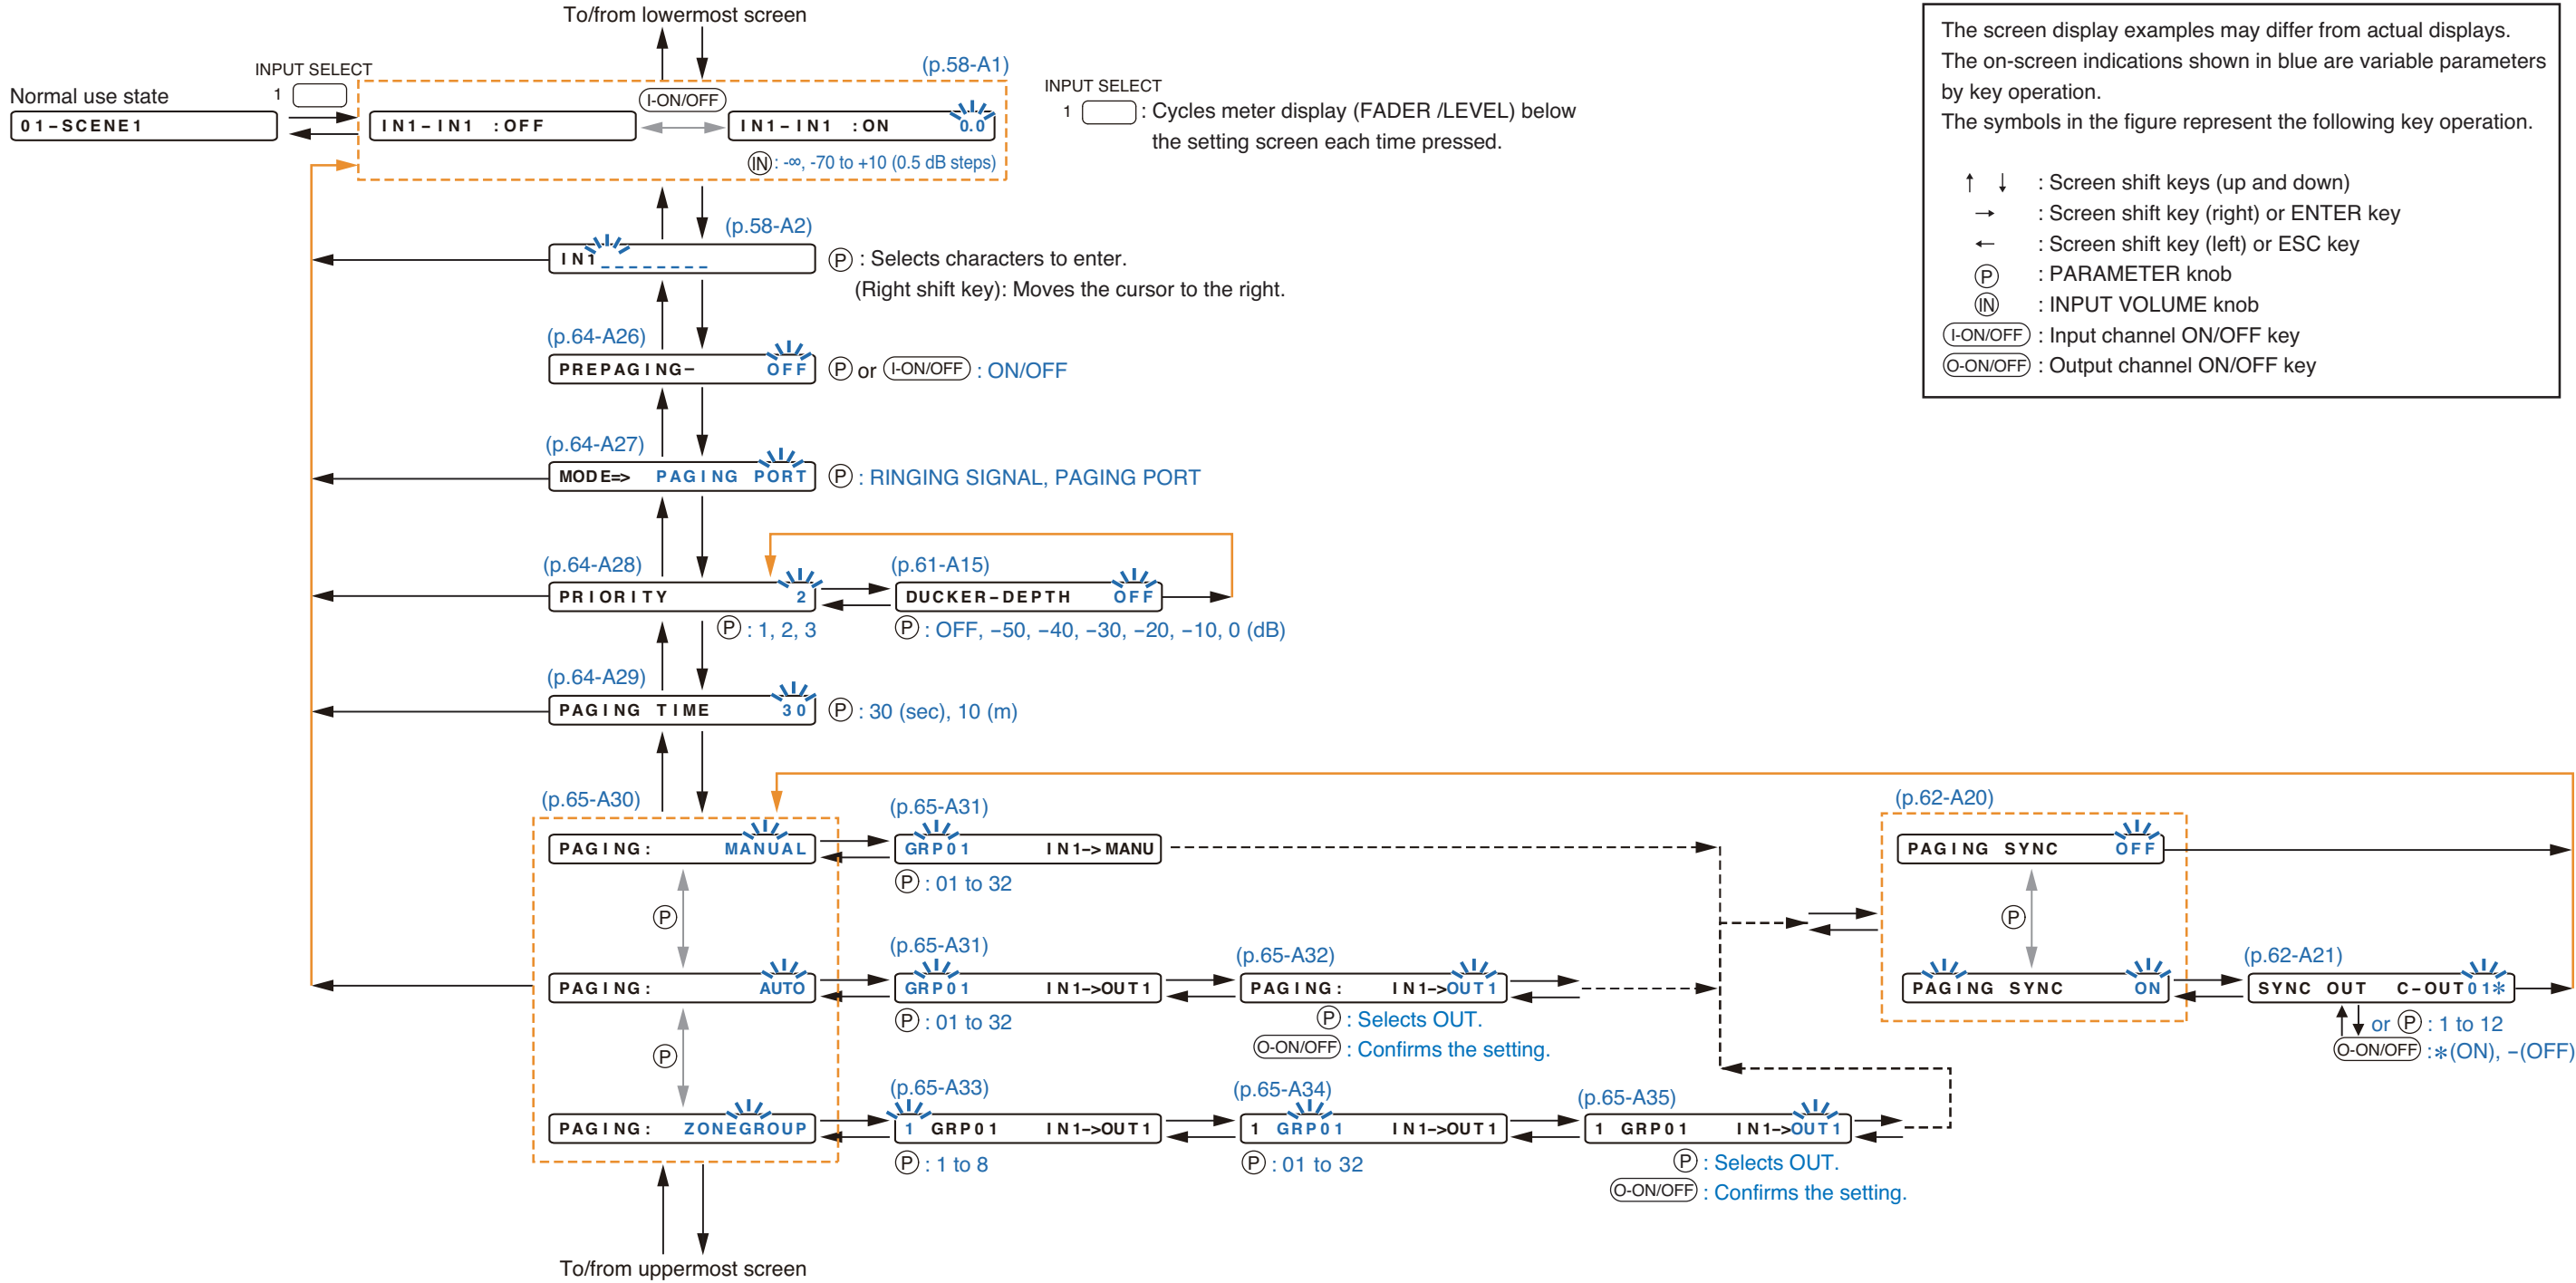 To/from lowermost screen
INPUT SELECT
1
(p.58-A1)
Normal use state
01-SCENE1
IN1-IN1 :OFF
I-ON/OFF
IN1-IN1 :ON 0.0
IN : -∞, -70 to +10 (0.5 dB steps)
INPUT SELECT
1 : Cycles meter display (FADER /LEVEL) below
the setting screen each time pressed.
The screen display examples may differ from actual displays.
The on-screen indications shown in blue are variable parameters
by key operation.
The symbols in the figure represent the following key operation.
↑ ↓ : Screen shift keys (up and down)
→ : Screen shift key (right) or ENTER key
← : Screen shift key (left) or ESC key
P : PARAMETER knob
IN : INPUT VOLUME knob
I-ON/OFF : Input channel ON/OFF key
O-ON/OFF : Output channel ON/OFF key
(p.58-A2)
IN1_ _ _ _ _ _ _ _
P : Selects characters to enter.
(Right shift key): Moves the cursor to the right.
(p.64-A26)
PREPAGING- OFF
P or I-ON/OFF : ON/OFF
(p.64-A27)
MODE=> PAGING PORT
P : RINGING SIGNAL, PAGING PORT
(p.64-A28)
PRIORITY 2
P : 1, 2, 3
(p.61-A15)
DUCKER-DEPTH OFF
P : OFF, −50, −40, −30, −20, −10, 0 (dB)
(p.64-A29)
PAGING TIME 30
P : 30 (sec), 10 (m)
(p.65-A30)
PAGING: MANUAL
(p.65-A31)
GRP01 IN1->MANU
P : 01 to 32
(p.62-A20)
PAGING SYNC OFF
P
P
PAGING: AUTO
(p.65-A31)
GRP01 IN1->OUT1
P : 01 to 32
(p.65-A32)
PAGING: IN1->OUT1
P : Selects OUT.
O-ON/OFF : Confirms the setting.
PAGING SYNC ON
(p.62-A21)
SYNC OUT C-OUT01*
↑ ↓ or P : 1 to 12
O-ON/OFF :*(ON), −(OFF)
P
PAGING: ZONEGROUP
(p.65-A33)
1 GRP01 IN1->OUT1
P : 1 to 8
(p.65-A34)
1 GRP01 IN1->OUT1
P : 01 to 32
(p.65-A35)
1 GRP01 IN1->OUT1
P : Selects OUT.
O-ON/OFF : Confirms the setting.
To/from uppermost screen